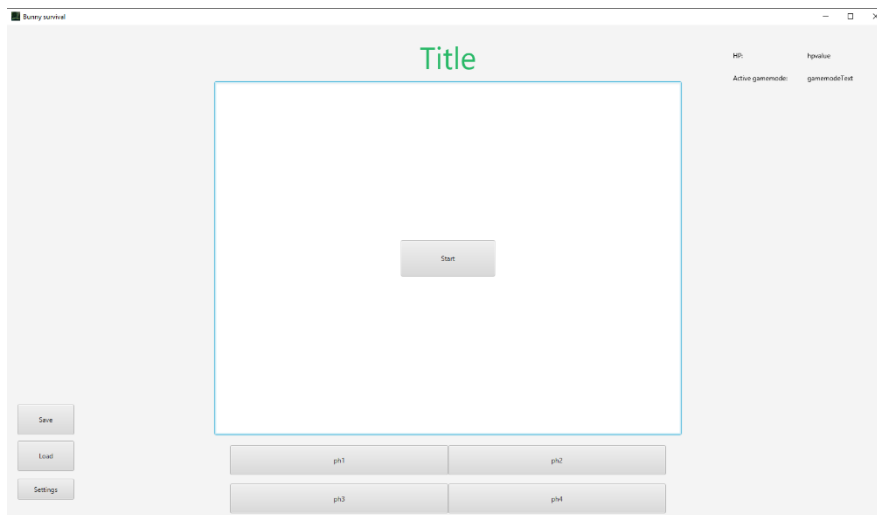 Bunny survival
Title
HP: hpvalue
Active gamemode: gamemodeText
Start
Save
Load
Settings
ph1 ph2
ph3 ph4